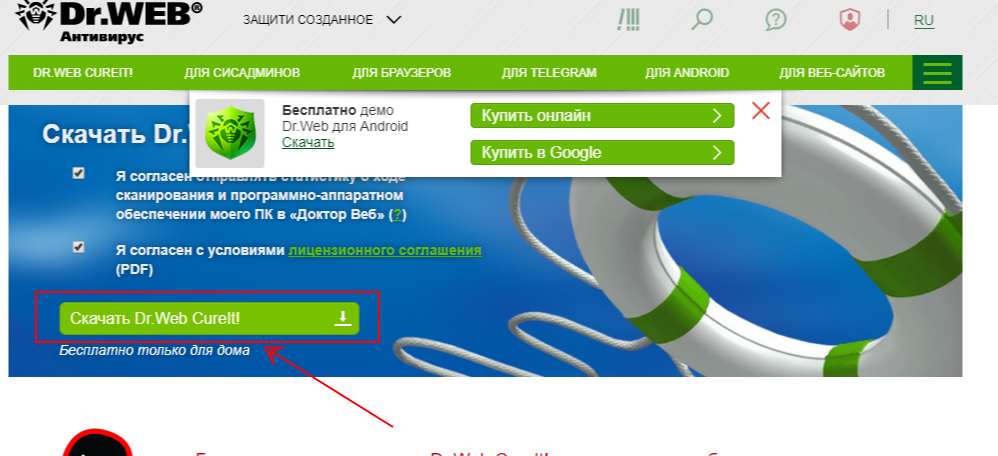 Dr.WEB®
Антивирус
ЗАЩИТИ СОЗДАННОЕ
RU
DR.WEB CUREIT!
ДЛЯ СИСАДМИНОВ
ДЛЯ БРАУЗЕРОВ
ДЛЯ TELEGRAM
ДЛЯ ANDROID
ДЛЯ ВЕБ-САЙТОВ
Бесплатно демо
Dr.Web для Android
Скачать
Купить онлайн
Купить в Google
Скачать Dr.
Я согласен отправлять статистику о ходе
сканирования и программно-аппаратном
обеспечении моего ПК в «Доктор Веб» (?)
Я согласен с условиями лицензионного соглашения
(PDF)
Скачать Dr.Web CureIt!
Бесплатно только для дома